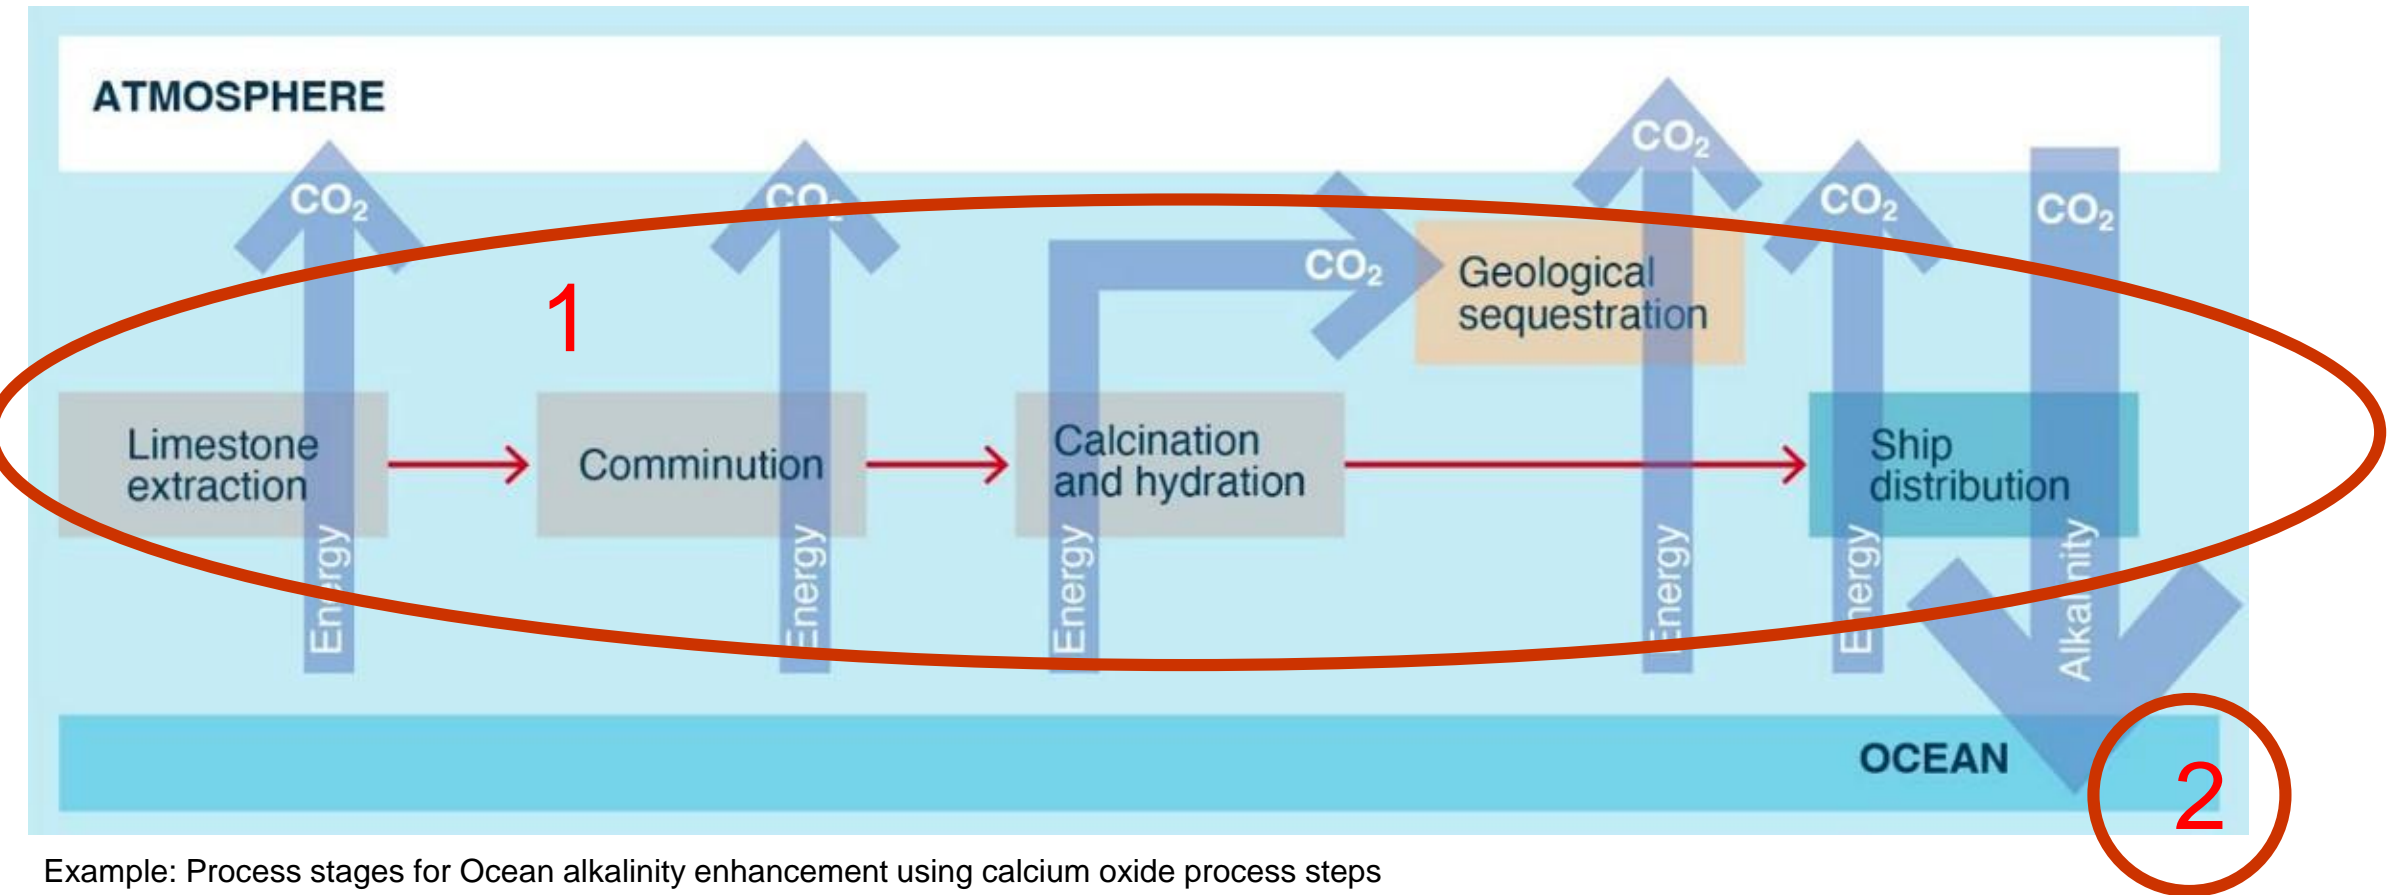 ATMOSPHERE
CO₂
CO₂
CO₂
CO₂
CO₂
CO₂
1
Geological
sequestration
Limestone
extraction
Comminution
Calcination
and hydration
Ship
distribution
Energy
Energy
Energy
Energy
Energy
Alkalinity
OCEAN
2
Example: Process stages for Ocean alkalinity enhancement using calcium oxide process steps